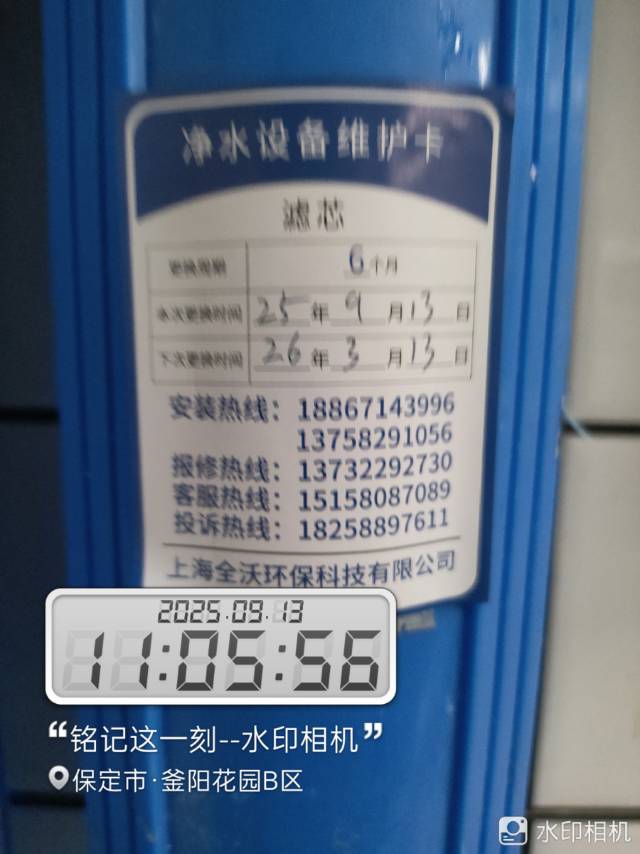 净水设备维护卡
滤芯
更换周期 6个月
本次更换时间 25年9月13日
下次更换时间 26年3月13日
安装热线：18867143996
13758291056
报修热线：13732292730
客服热线：15158087089
投诉热线：18258897611
上海全沃环保科技有限公司
2025.09.13
11:05:56
“铭记这一刻--水印相机”
保定市·釜阳花园B区
水印相机